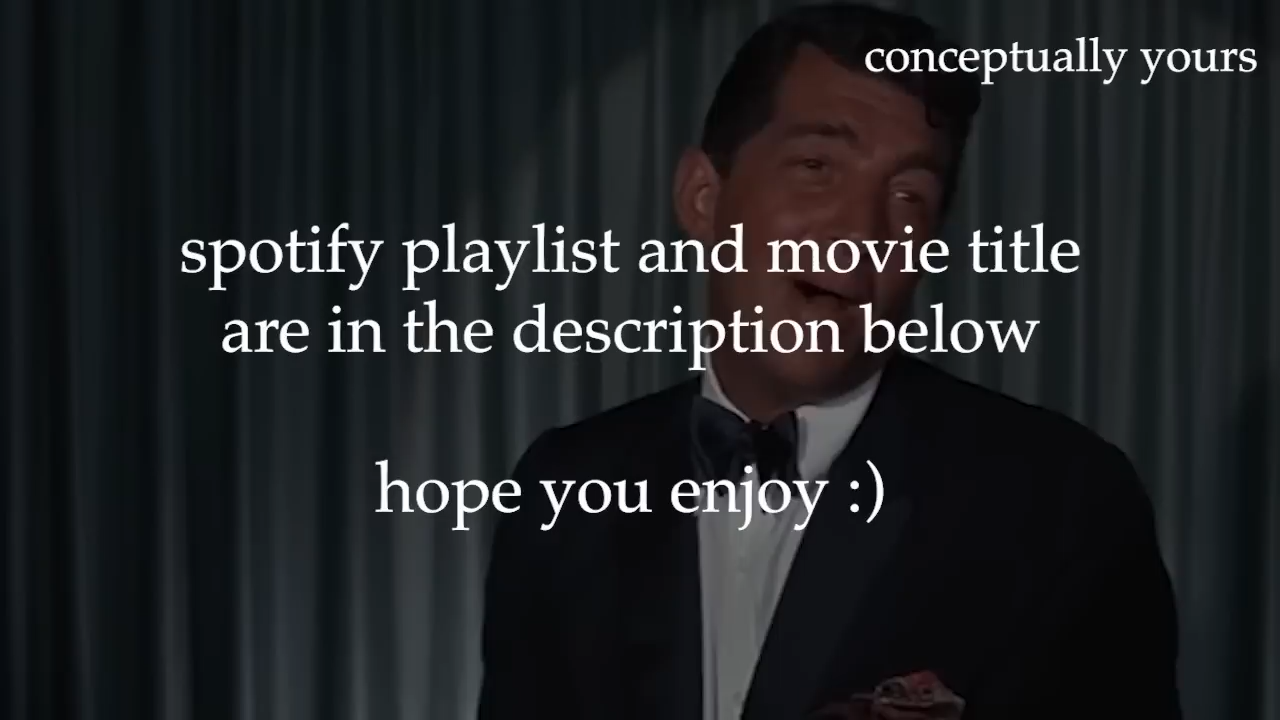 conceptually yours
spotify playlist and movie title
are in the description below
hope you enjoy :)